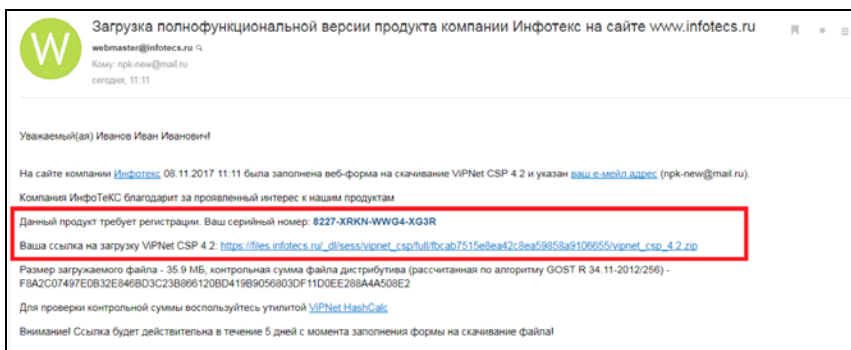 W
Загрузка полнофункциональной версии продукта компании Инфотекс на сайте www.infotecs.ru
webmaster@infotecs.ru
Кому: npk-new@mail.ru
сегодня, 11:11
Уважаемый(ая) Иванов Иван Иванович!
На сайте компании Инфотекс 08.11.2017 11:11 была заполнена веб-форма на скачивание ViPNet CSP 4.2 и указан ваш е-мейл адрес (npk-new@mail.ru).
Компания ИнфоТеКС благодарит за проявленный интерес к нашим продуктам
Данный продукт требует регистрации. Ваш серийный номер: 8227-XRKN-WWG4-XG3R
Ваша ссылка на загрузку ViPNet CSP 4.2: https://files.infotecs.ru/_dl/sess/vipnet_csp/full/fbcab7515e8ea42c8ea59858a9106655/vipnet_csp_4.2.zip
Размер загружаемого файла - 35.9 МБ, контрольная сумма файла дистрибутива (рассчитанная по алгоритму GOST R 34.11-2012/256) -
F8A2C07497E0B32E846BD3C23B866120BD419B9056803DF11D0EE288A4A508E2
Для проверки контрольной суммы воспользуйтесь утилитой ViPNet HashCalc
Внимание! Ссылка будет действительна в течение 5 дней с момента заполнения формы на скачивание файла!